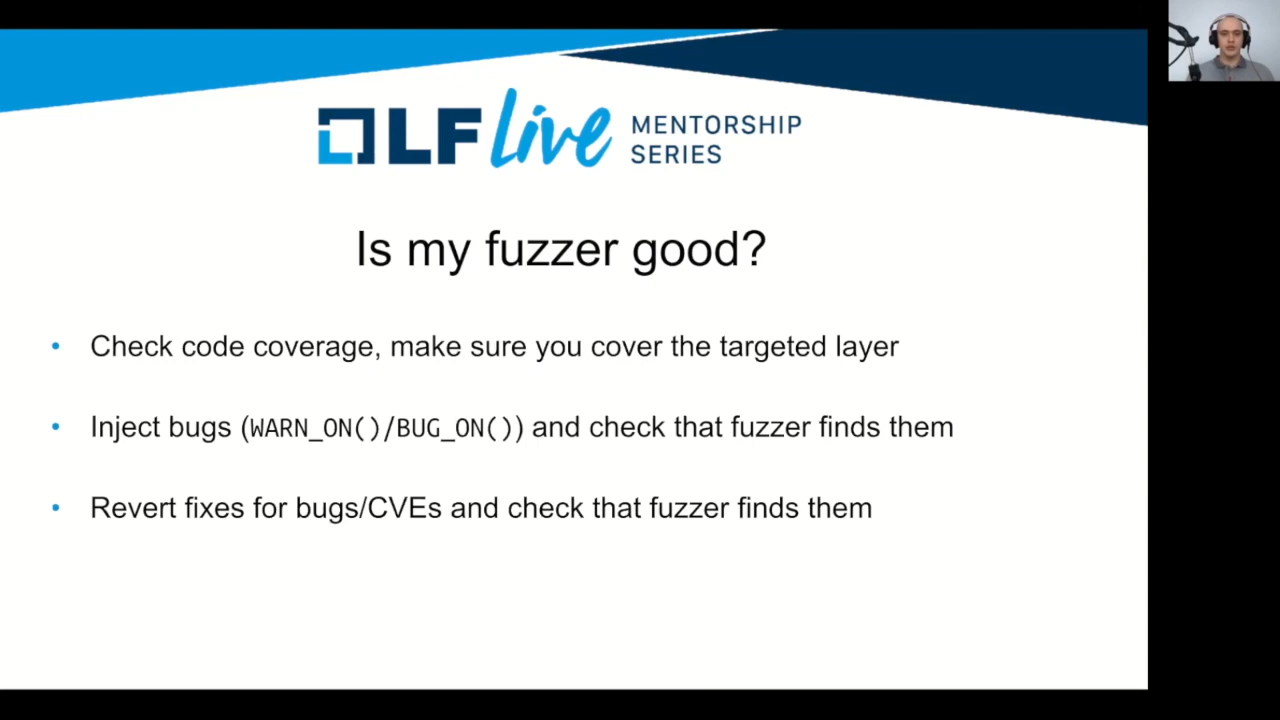 LF Live MENTORSHIP
SERIES
Is my fuzzer good?
• Check code coverage, make sure you cover the targeted layer
• Inject bugs (WARN_ON()/BUG_ON()) and check that fuzzer finds them
• Revert fixes for bugs/CVEs and check that fuzzer finds them